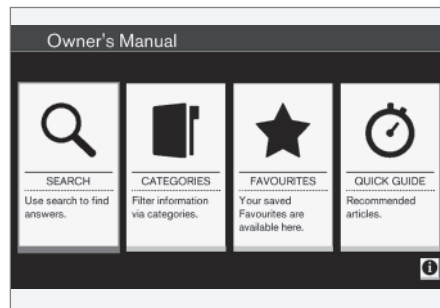 Owner's Manual
SEARCH
Use search to find
answers.
CATEGORIES
Filter information
via categories.
FAVOURITES
Your saved
Favourites are
available here.
QUICK GUIDE
Recommended
articles.
i